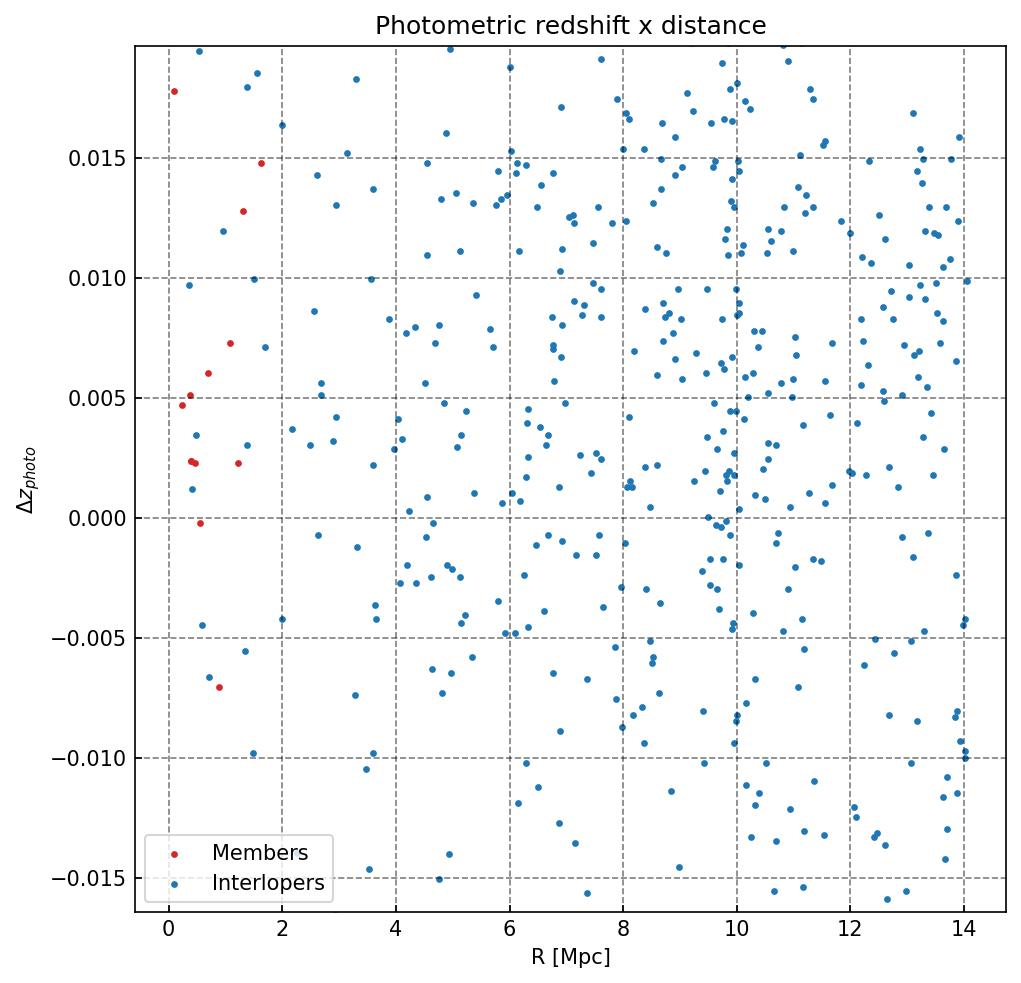 Photometric redshift x distance
0.015
0.010
0.005
0.000
−0.005
−0.010
−0.015
Δz_photo
Members
Interlopers
0 2 4 6 8 10 12 14
R [Mpc]